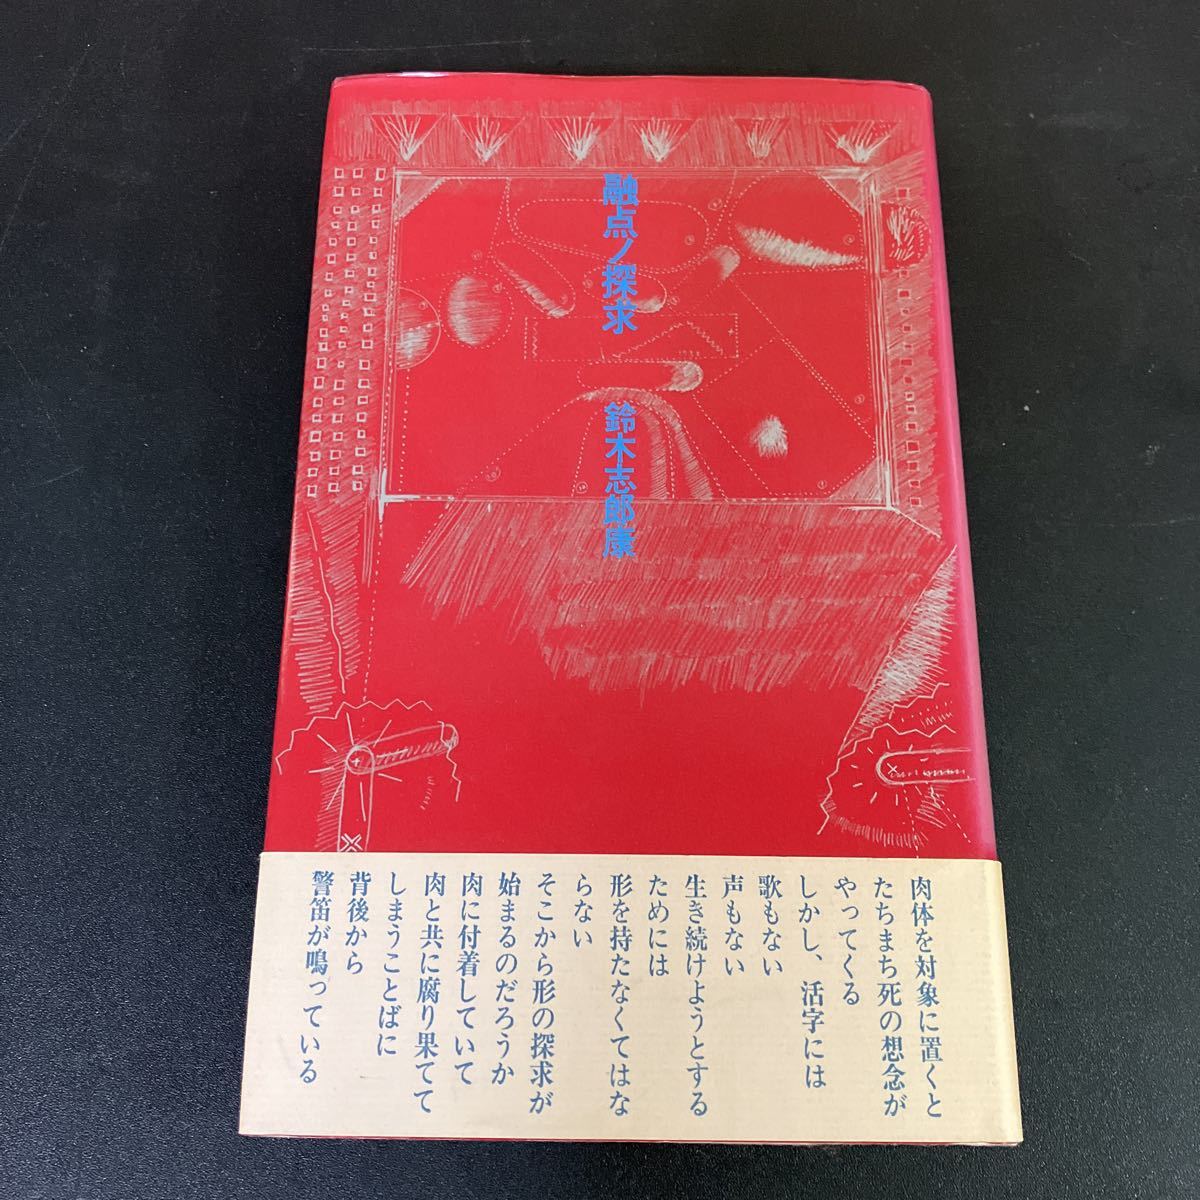 融点ノ探求
鈴木志郎康
肉体を対象に置くと
たちまち死の想念が
やってくる
しかし、活字には
歌もない
声もない
生き続けようとする
ためには
形を持たなくてはな
らない
そこから形の探求が
始まるのだろうか
肉に付着していて
肉と共に腐り果てて
しまうことばに
背後から
警笛が鳴っている